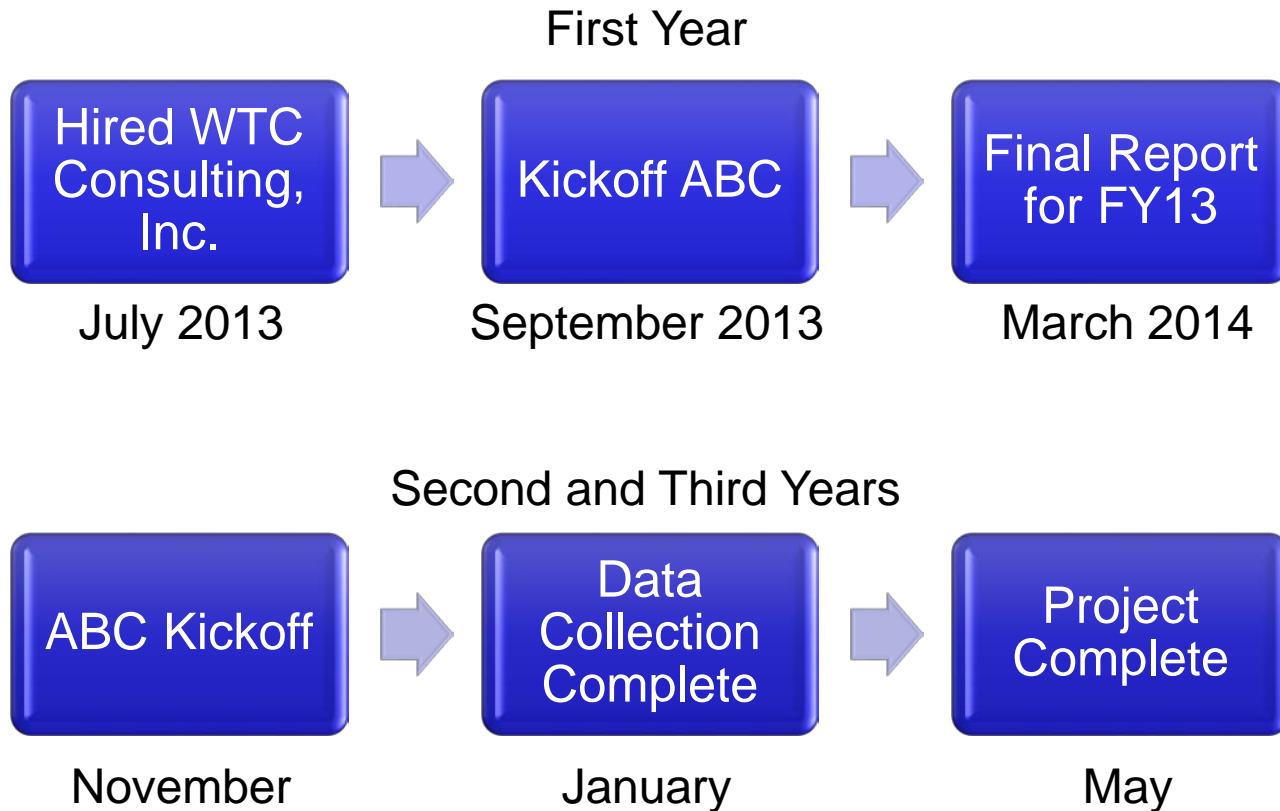 First Year
Hired WTC
Consulting,
Inc.
Kickoff ABC
Final Report
for FY13
July 2013
September 2013
March 2014
Second and Third Years
ABC Kickoff
Data
Collection
Complete
Project
Complete
November
January
May